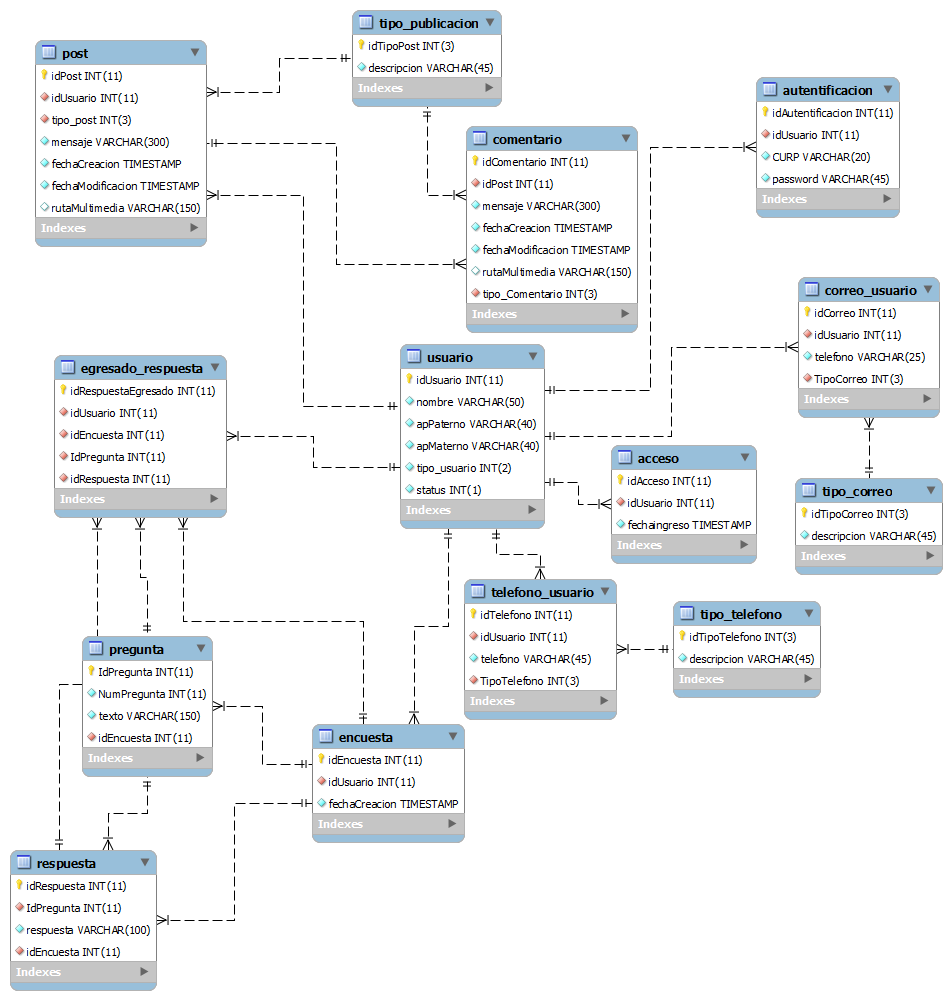 tipo_publicacion
idTipoPost INT(3)
descripcion VARCHAR(45)
Indexes
post
idPost INT(11)
idUsuario INT(11)
tipo_post INT(3)
mensaje VARCHAR(300)
fechaCreacion TIMESTAMP
fechaModificacion TIMESTAMP
rutaMultimedia VARCHAR(150)
Indexes
autentificacion
idAutentificacion INT(11)
idUsuario INT(11)
CURP VARCHAR(20)
password VARCHAR(45)
Indexes
comentario
idComentario INT(11)
idPost INT(11)
mensaje VARCHAR(300)
fechaCreacion TIMESTAMP
fechaModificacion TIMESTAMP
rutaMultimedia VARCHAR(150)
tipo_Comentario INT(3)
Indexes
correo_usuario
idCorreo INT(11)
idUsuario INT(11)
telefono VARCHAR(25)
TipoCorreo INT(3)
Indexes
usuario
idUsuario INT(11)
nombre VARCHAR(50)
apPaterno VARCHAR(40)
apMaterno VARCHAR(40)
tipo_usuario INT(2)
status INT(1)
Indexes
egresado_respuesta
idRespuestaEgresado INT(11)
idUsuario INT(11)
idEncuesta INT(11)
IdPregunta INT(11)
idRespuesta INT(11)
Indexes
acceso
idAcceso INT(11)
idUsuario INT(11)
fechaingreso TIMESTAMP
Indexes
tipo_correo
idTipoCorreo INT(3)
descripcion VARCHAR(45)
Indexes
telefono_usuario
idTelefono INT(11)
idUsuario INT(11)
telefono VARCHAR(45)
TipoTelefono INT(3)
Indexes
tipo_telefono
idTipoTelefono INT(3)
descripcion VARCHAR(45)
Indexes
pregunta
IdPregunta INT(11)
NumPregunta INT(11)
texto VARCHAR(150)
idEncuesta INT(11)
Indexes
encuesta
idEncuesta INT(11)
idUsuario INT(11)
fechaCreacion TIMESTAMP
Indexes
respuesta
idRespuesta INT(11)
IdPregunta INT(11)
respuesta VARCHAR(100)
idEncuesta INT(11)
Indexes